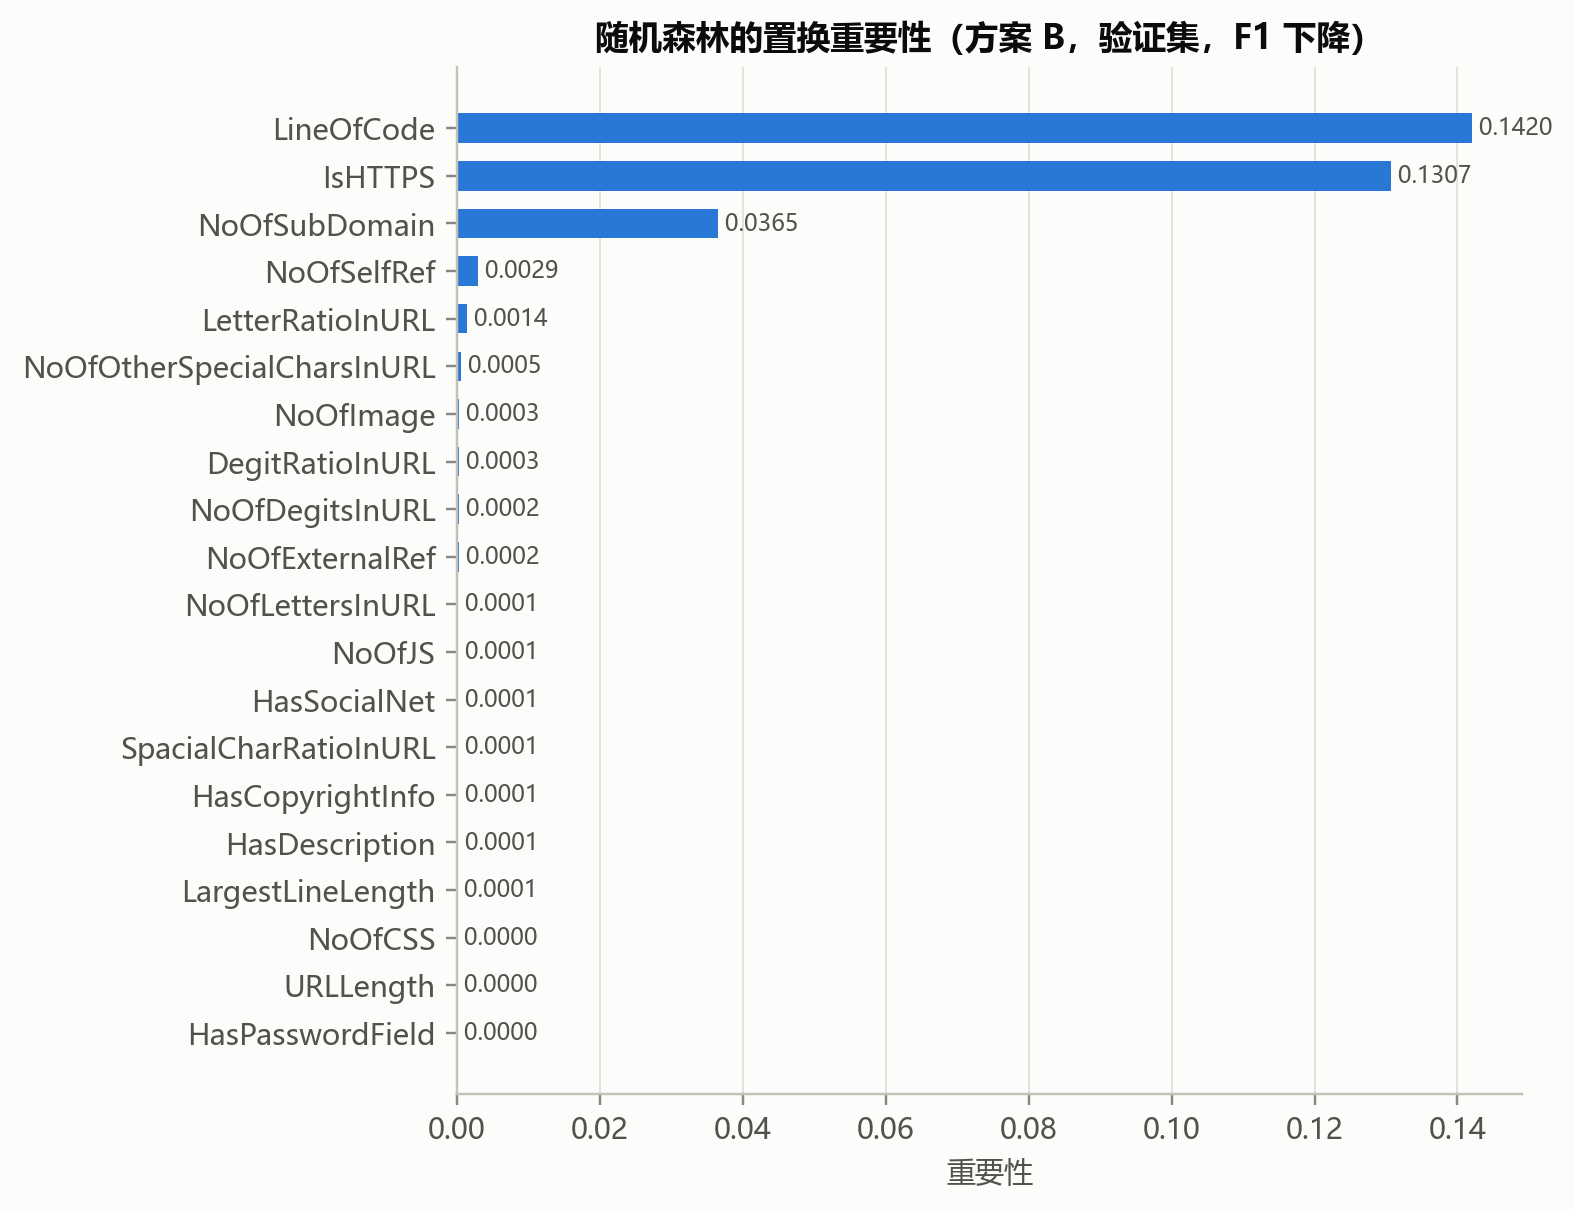 随机森林的置换重要性（方案 B，验证集，F1 下降）
LineOfCode 0.1420
IsHTTPS 0.1307
NoOfSubDomain 0.0365
NoOfSelfRef 0.0029
LetterRatioInURL 0.0014
NoOfOtherSpecialCharsInURL 0.0005
NoOfImage 0.0003
DegitRatioInURL 0.0003
NoOfDegitsInURL 0.0002
NoOfExternalRef 0.0002
NoOfLettersInURL 0.0001
NoOfJS 0.0001
HasSocialNet 0.0001
SpacialCharRatioInURL 0.0001
HasCopyrightInfo 0.0001
HasDescription 0.0001
LargestLineLength 0.0001
NoOfCSS 0.0000
URLLength 0.0000
HasPasswordField 0.0000
0.00 0.02 0.04 0.06 0.08 0.10 0.12 0.14
重要性